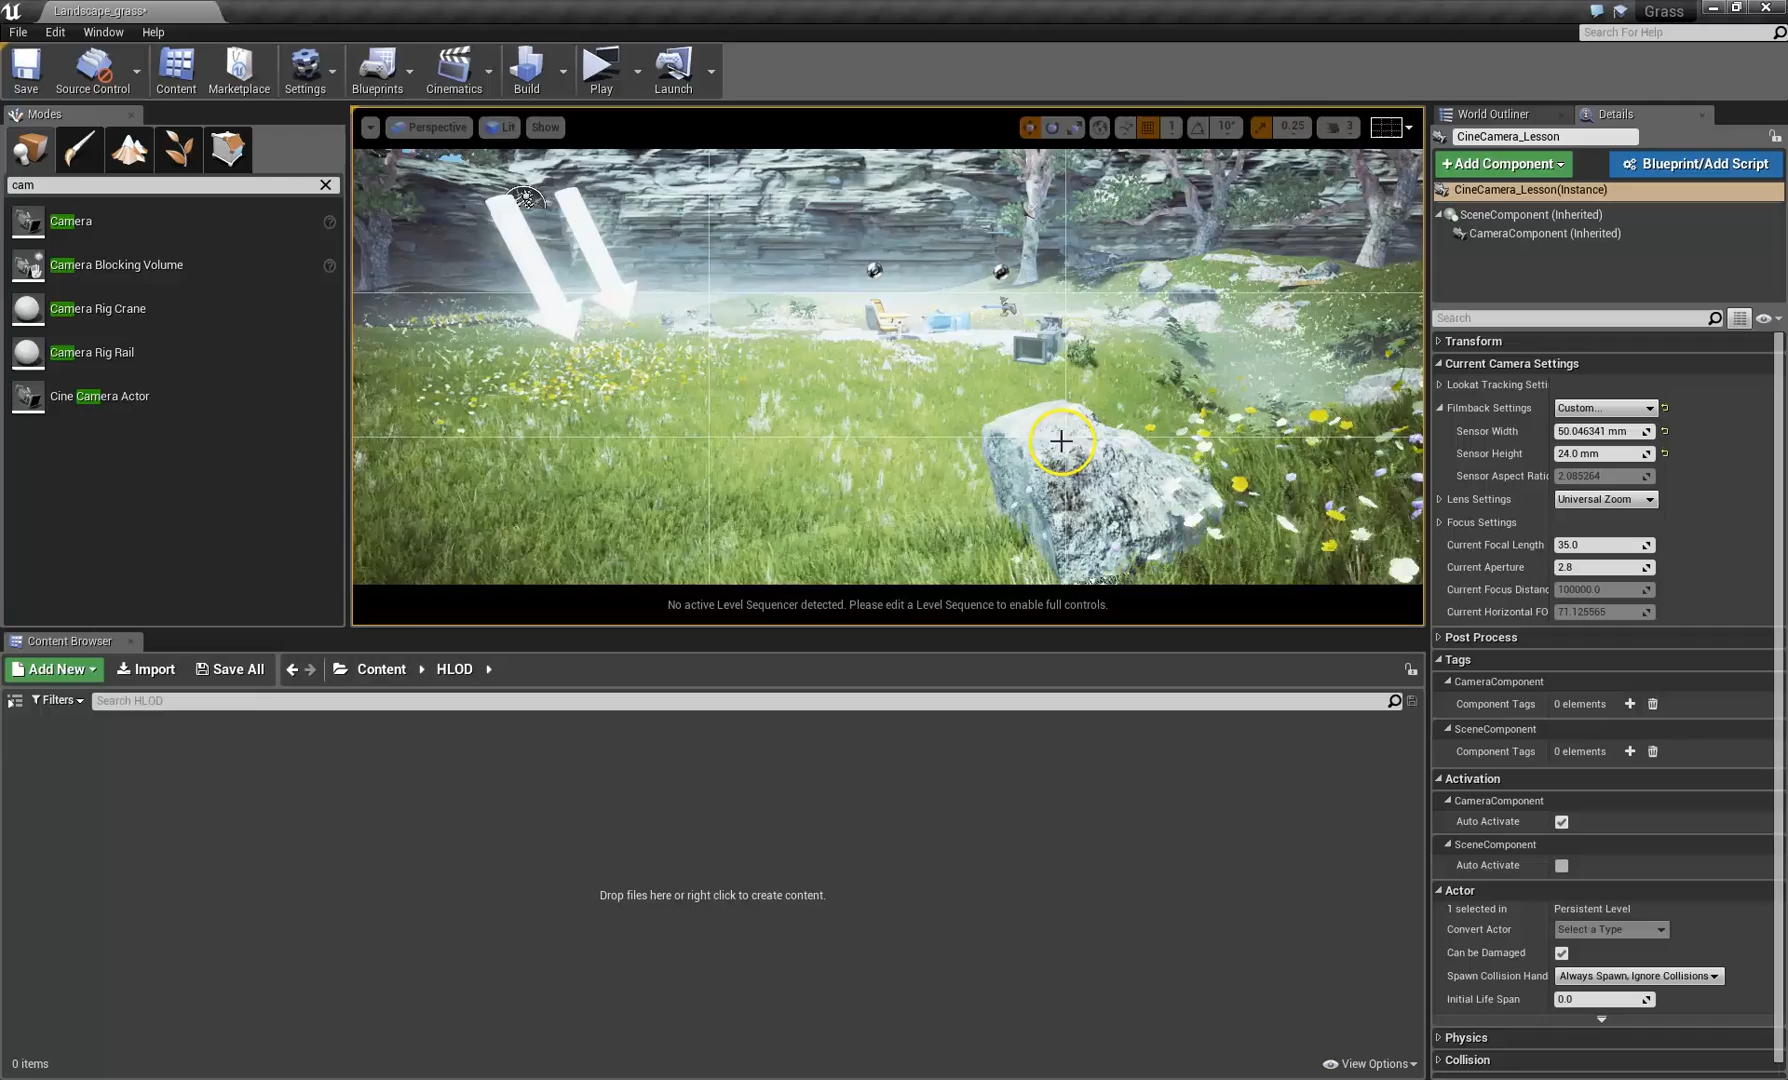 Landscape_grass*
Grass
File Edit Window Help
Search For Help
Save
Source Control
Content
Marketplace
Settings
Blueprints
Cinematics
Build
Play
Launch
Modes
cam
Camera
Camera Blocking Volume
Camera Rig Crane
Camera Rig Rail
Cine Camera Actor
Perspective Lit Show
10° 0.25 3
No active Level Sequencer detected. Please edit a Level Sequence to enable full controls.
World Outliner Details
CineCamera_Lesson
+Add Component Blueprint/Add Script
CineCamera_Lesson(Instance)
SceneComponent (Inherited)
CameraComponent (Inherited)
Search
Transform
Current Camera Settings
Lookat Tracking Setti
Filmback Settings Custom...
Sensor Width 50.046341 mm
Sensor Height 24.0 mm
Sensor Aspect Ratic 2.085264
Lens Settings Universal Zoom
Focus Settings
Current Focal Length 35.0
Current Aperture 2.8
Current Focus Distanc 100000.0
Current Horizontal FO 71.125565
Post Process
Tags
CameraComponent
Component Tags 0 elements
SceneComponent
Component Tags 0 elements
Activation
CameraComponent
Auto Activate
SceneComponent
Auto Activate
Actor
1 selected in Persistent Level
Convert Actor Select a Type
Can be Damaged
Spawn Collision Hand Always Spawn, Ignore Collisions
Initial Life Span 0.0
Physics
Collision
Content Browser
Add New Import Save All Content HLOD
Filters Search HLOD
Drop files here or right click to create content.
0 items
View Options